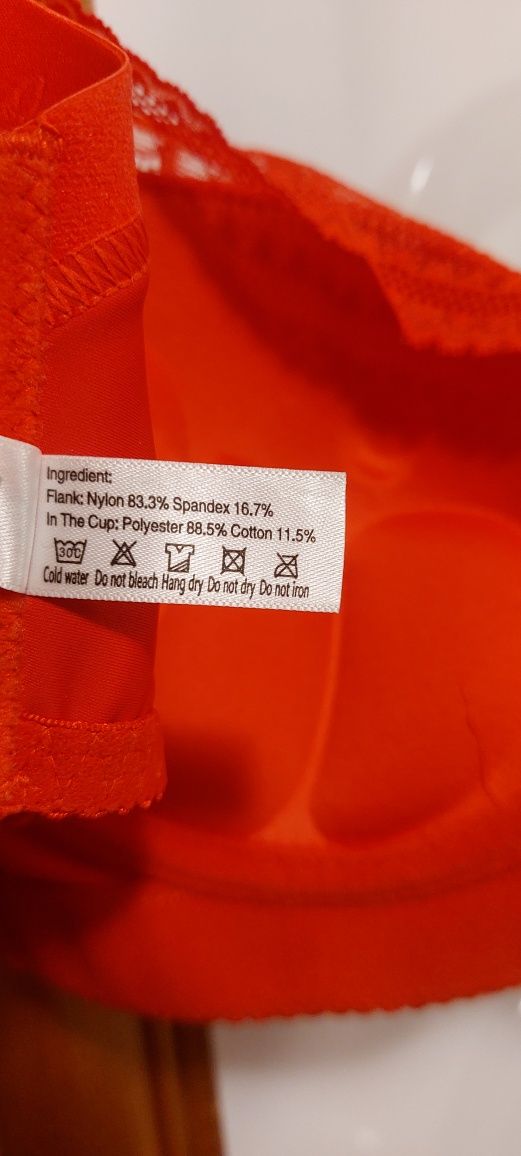 Ingredient:
Flank: Nylon 83.3% Spandex 16.7%
In The Cup: Polyester 88.5% Cotton 11.5%
30C
Cold water Do not bleach Hang dry Do not dry Do not iron